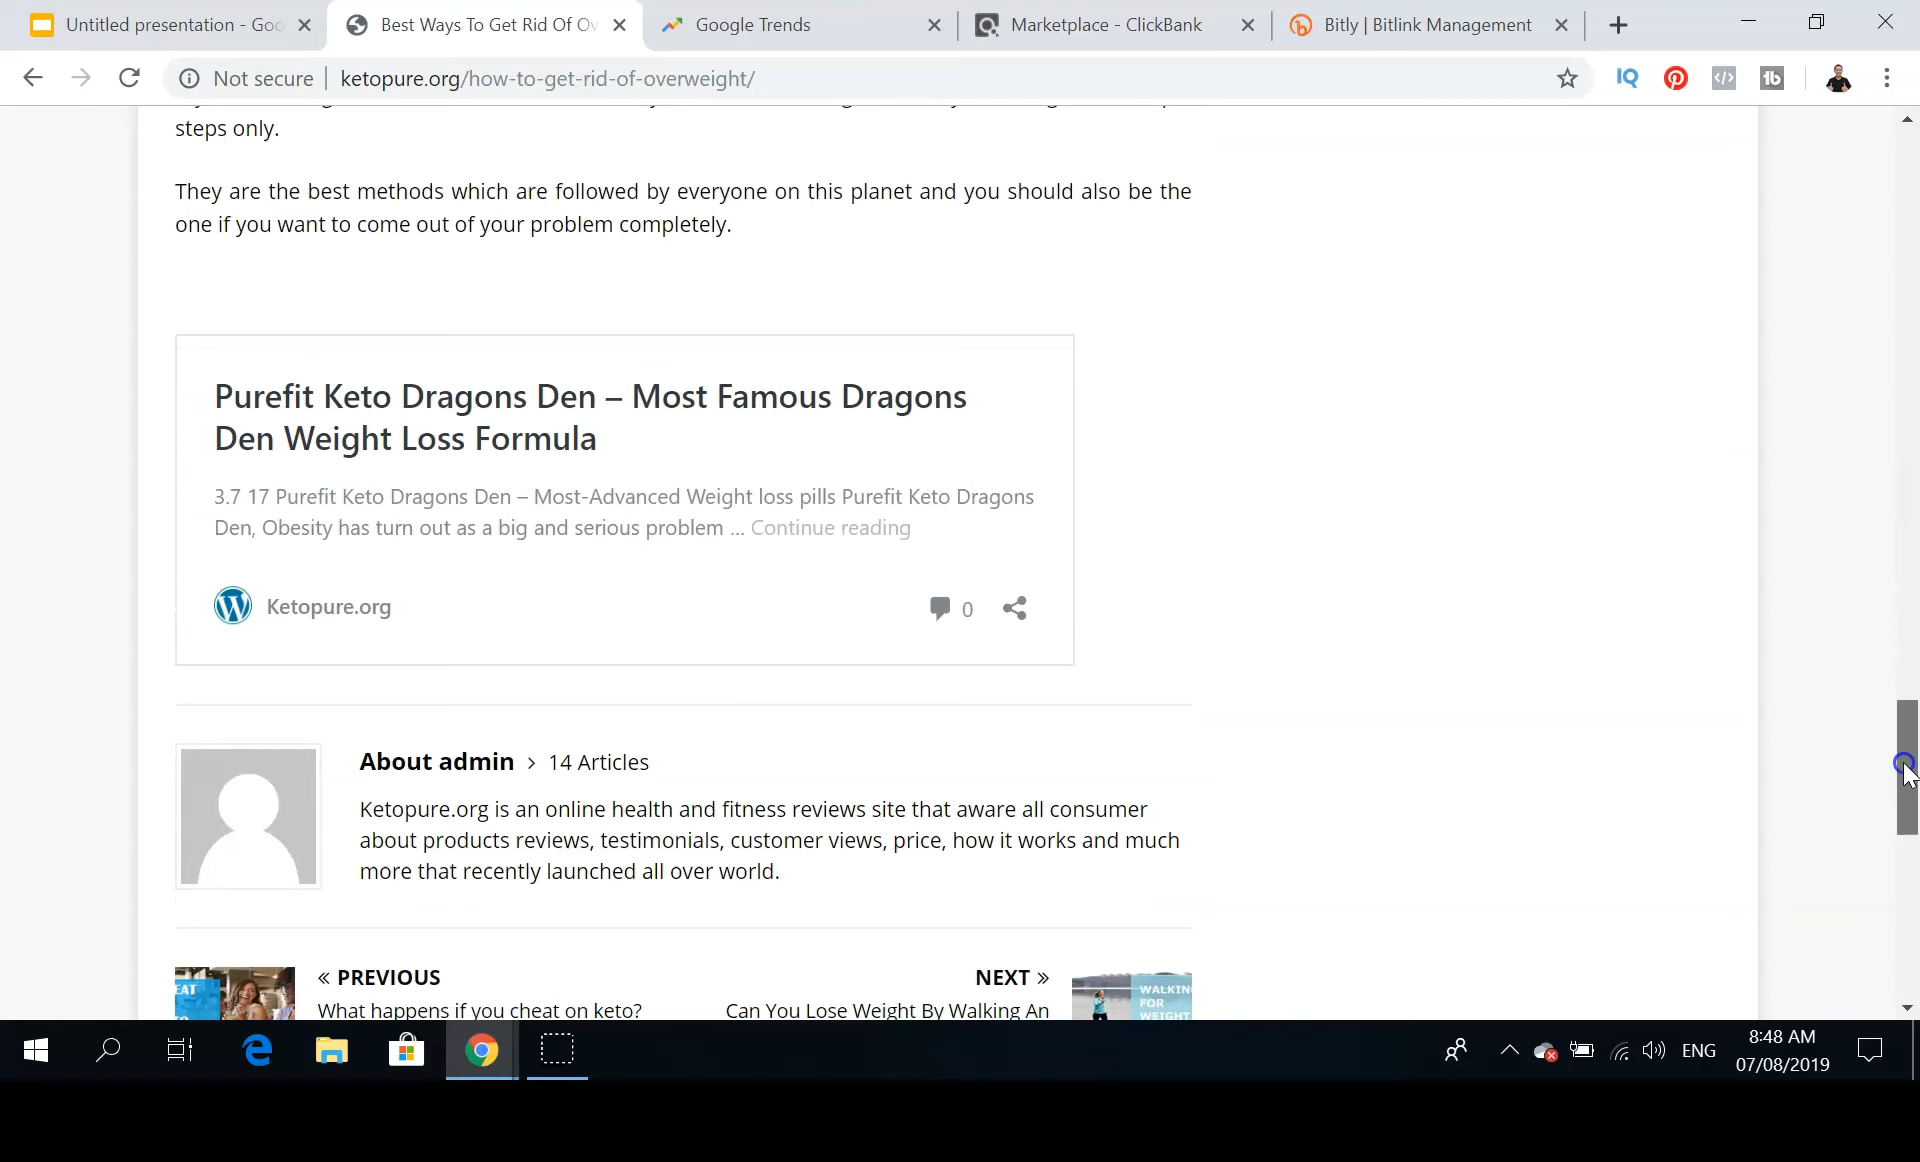 Untitled presentation - Goo
Best Ways To Get Rid Of Ov
Google Trends
Marketplace - ClickBank
Bitly | Bitlink Management
Not secure
ketopure.org/how-to-get-rid-of-overweight/
IQ
steps only.
They are the best methods which are followed by everyone on this planet and you should also be the
one if you want to come out of your problem completely.
Purefit Keto Dragons Den – Most Famous Dragons
Den Weight Loss Formula
3.7 17 Purefit Keto Dragons Den – Most-Advanced Weight loss pills Purefit Keto Dragons
Den, Obesity has turn out as a big and serious problem ... Continue reading
Ketopure.org
0
About admin > 14 Articles
Ketopure.org is an online health and fitness reviews site that aware all consumer
about products reviews, testimonials, customer views, price, how it works and much
more that recently launched all over world.
« PREVIOUS
What happens if you cheat on keto?
NEXT »
Can You Lose Weight By Walking An
EAT
WALKIN
FOR
WEIGHT
ENG
8:48 AM
07/08/2019